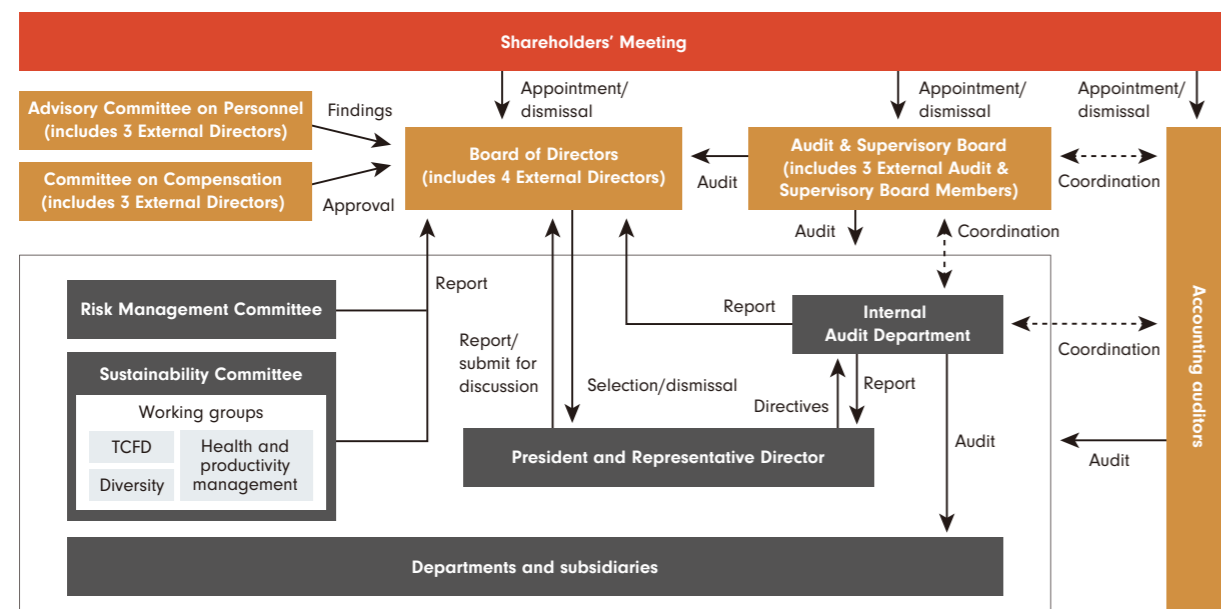 Shareholders’ Meeting
Appointment/
dismissal
Appointment/
dismissal
Appointment/
dismissal
Advisory Committee on Personnel
(includes 3 External Directors)
Findings
Committee on Compensation
(includes 3 External Directors)
Approval
Board of Directors
(includes 4 External Directors)
Audit
Audit & Supervisory Board
(includes 3 External Audit &
Supervisory Board Members)
Coordination
Audit
Coordination
Risk Management Committee
Report
Sustainability Committee
Working groups
TCFD
Diversity
Health and
productivity
management
Report/
submit for
discussion
Selection/dismissal
Report
Internal
Audit Department
Coordination
Directives
Report
Audit
President and Representative Director
Audit
Accounting auditors
Departments and subsidiaries